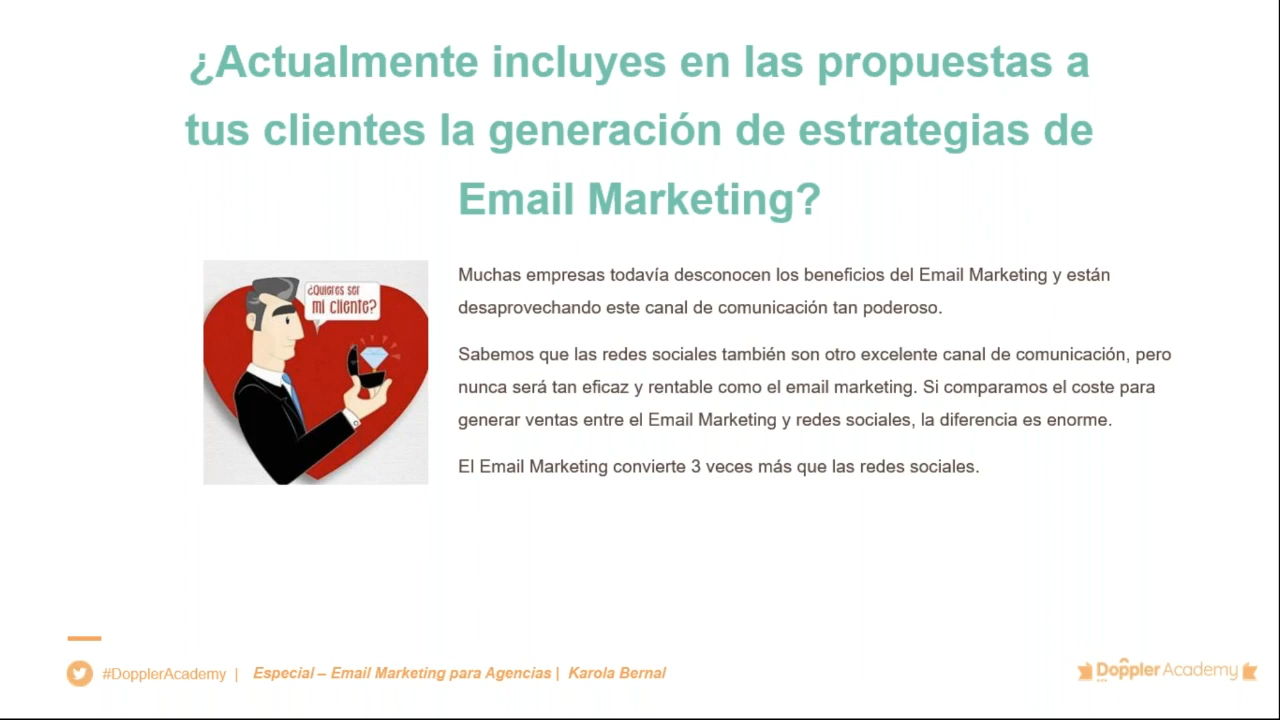 ¿Actualmente incluyes en las propuestas a
tus clientes la generación de estrategias de
Email Marketing?
¿Quieres ser
mi cliente?
Muchas empresas todavía desconocen los beneficios del Email Marketing y están
desaprovechando este canal de comunicación tan poderoso.
Sabemos que las redes sociales también son otro excelente canal de comunicación, pero
nunca será tan eficaz y rentable como el email marketing. Si comparamos el coste para
generar ventas entre el Email Marketing y redes sociales, la diferencia es enorme.
El Email Marketing convierte 3 veces más que las redes sociales.
#DopplerAcademy | Especial – Email Marketing para Agencias | Karola Bernal
Doppler Academy